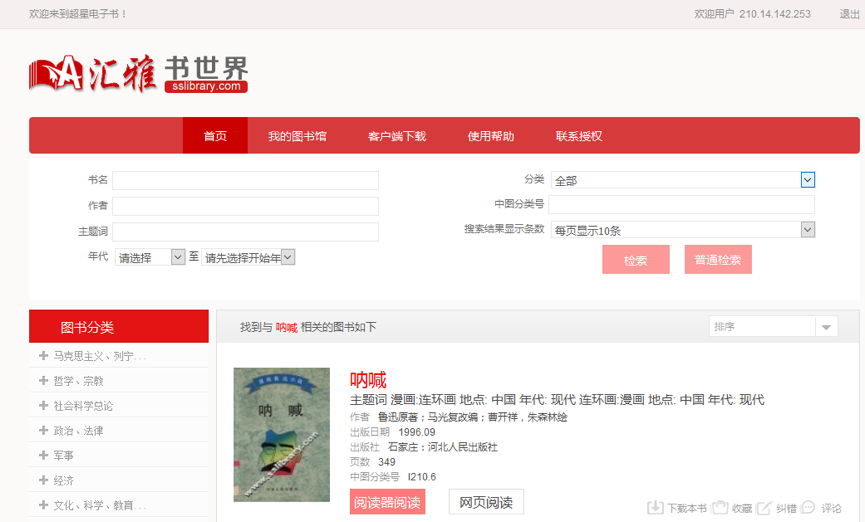 欢迎来到超星电子书！ 欢迎用户 210.14.142.253 退出
汇雅 书世界
sslibrary.com
首页 我的图书馆 客户端下载 使用帮助 联系授权
书名 分类 全部
作者 中图分类号
主题词 搜索结果显示条数 每页显示10条
年代 请选择 至 请先选择开始年 检索 普通检索
图书分类 找到与 呐喊 相关的图书如下 排序
马克思主义、列宁...
哲学、宗教
社会科学总论
政治、法律
军事
经济
文化、科学、教育...
呐喊
www.sslibrary.com
呐喊
主题词 漫画:连环画 地点: 中国 年代: 现代 连环画:漫画 地点: 中国 年代: 现代
作者 鲁迅原著；马光复改编；曹开祥，朱森林绘
出版日期 1996.09
出版社 石家庄：河北人民出版社
页数 349
中图分类号 I210.6
阅读器阅读 网页阅读 下载本书 收藏 纠错 评论